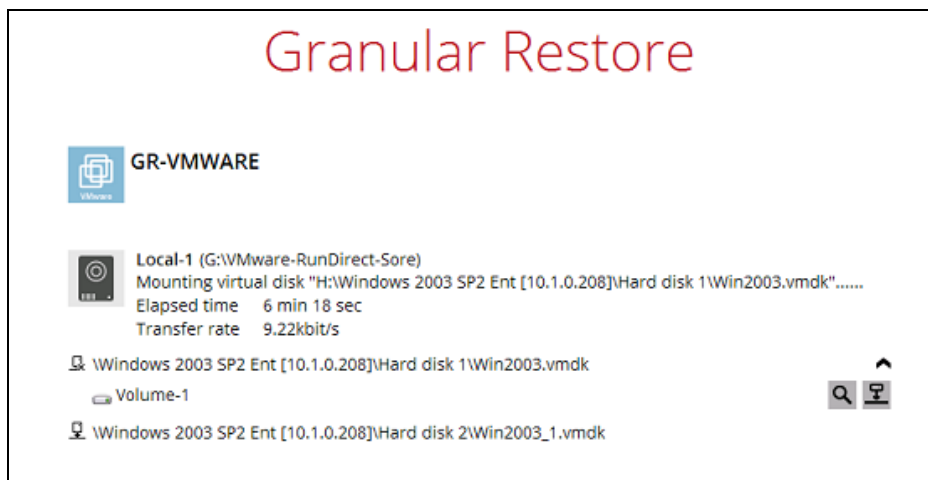 Granular Restore
GR-VMWARE
VMware
Local-1 (G:\VMware-RunDirect-Sore)
Mounting virtual disk "H:\Windows 2003 SP2 Ent [10.1.0.208]\Hard disk 1\Win2003.vmdk"......
Elapsed time 6 min 18 sec
Transfer rate 9.22kbit/s
\Windows 2003 SP2 Ent [10.1.0.208]\Hard disk 1\Win2003.vmdk
Volume-1
\Windows 2003 SP2 Ent [10.1.0.208]\Hard disk 2\Win2003_1.vmdk